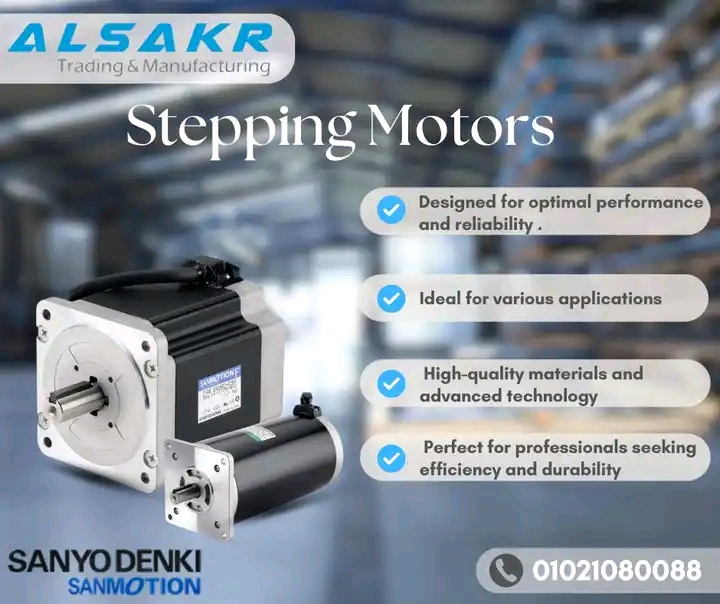 ALSAKR
Trading & Manufacturing
Stepping Motors
Designed for optimal performance
and reliability .
Ideal for various applications
High-quality materials and
advanced technology
Perfect for professionals seeking
efficiency and durability
SANMOTION F
SANYO DENKI
SANMOTION
01021080088